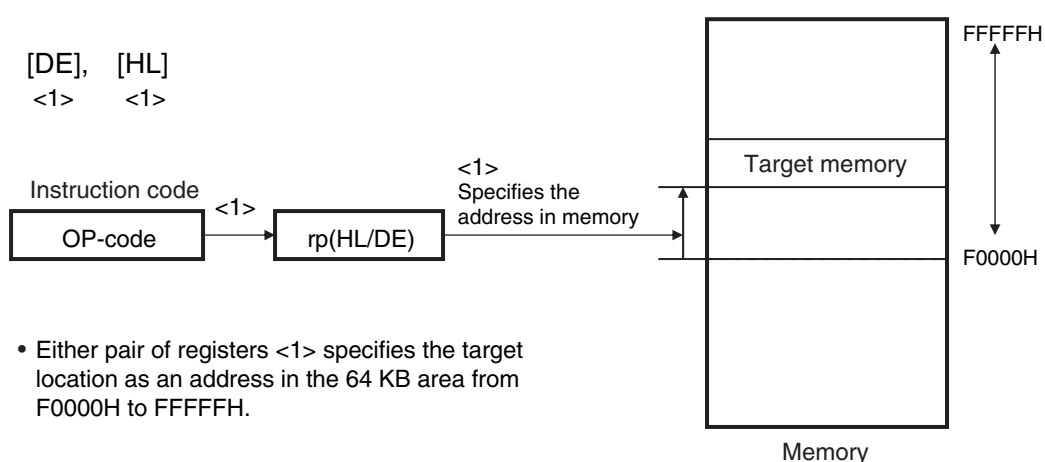 [DE], [HL]
<1> <1>
Instruction code
OP-code
<1>
rp(HL/DE)
<1>
Specifies the
address in memory
Target memory
FFFFFH
F0000H
Memory
• Either pair of registers <1> specifies the target
location as an address in the 64 KB area from
F0000H to FFFFFH.